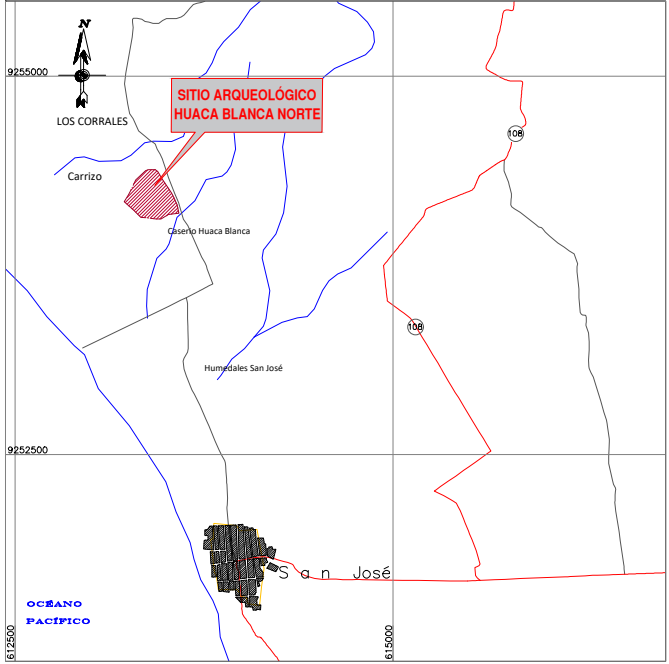 N
9255000
SITIO ARQUEOLÓGICO
HUACA BLANCA NORTE
LOS CORRALES
108
Carrizo
Caserio Huaca Blanca
108
Humedales San José
9252500
San José
OCÉANO
PACÍFICO
612500
615000